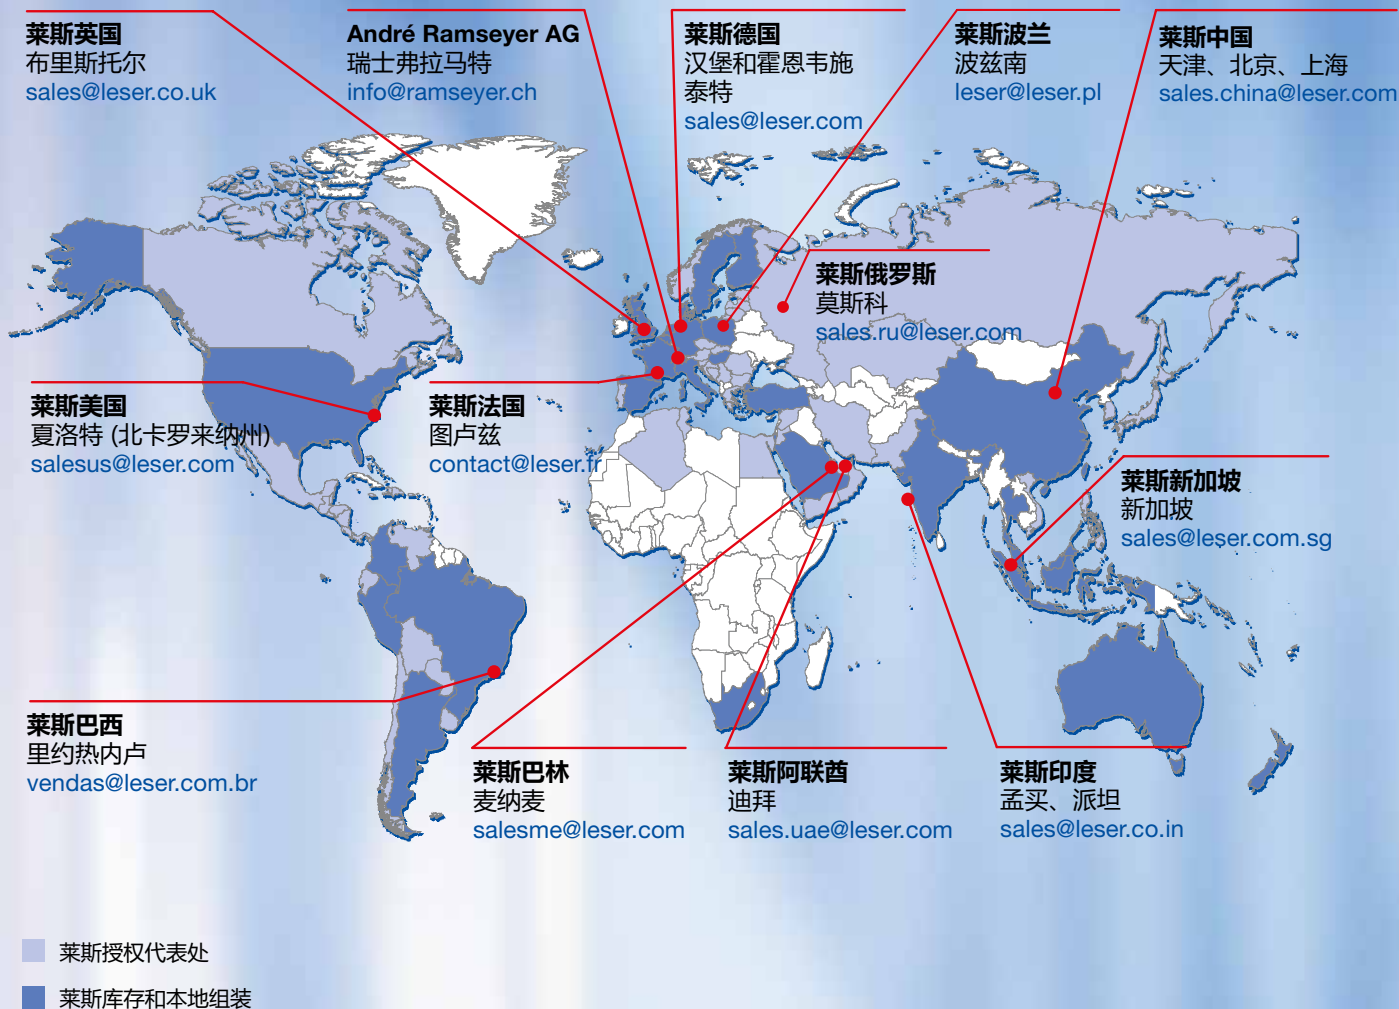 莱斯英国
布里斯托尔
sales@leser.co.uk
André Ramseyer AG
瑞士弗拉马特
info@ramseyer.ch
莱斯德国
汉堡和霍恩韦施
泰特
sales@leser.com
莱斯波兰
波兹南
leser@leser.pl
莱斯中国
天津、北京、上海
sales.china@leser.com
莱斯俄罗斯
莫斯科
sales.ru@leser.com
莱斯美国
夏洛特 (北卡罗来纳州)
salesus@leser.com
莱斯法国
图卢兹
contact@leser.fr
莱斯新加坡
新加坡
sales@leser.com.sg
莱斯巴西
里约热内卢
vendas@leser.com.br
莱斯巴林
麦纳麦
salesme@leser.com
莱斯阿联酋
迪拜
sales.uae@leser.com
莱斯印度
孟买、派坦
sales@leser.co.in
莱斯授权代表处
莱斯库存和本地组装